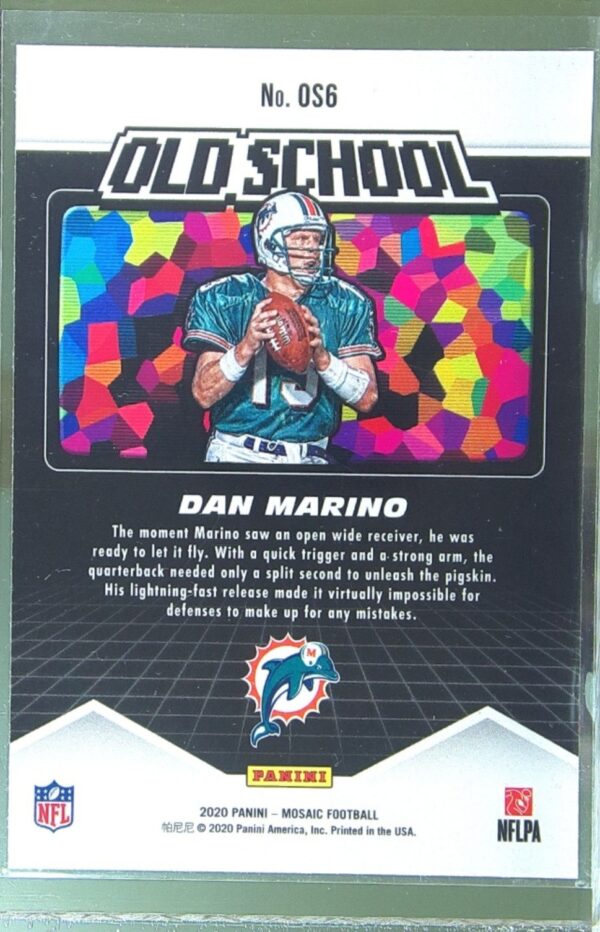 No. OS6
OLD SCHOOL
13
DAN MARINO
The moment Marino saw an open wide receiver, he was
ready to let it fly. With a quick trigger and a strong arm, the
quarterback needed only a split second to unleash the pigskin.
His lightning-fast release made it virtually impossible for
defenses to make up for any mistakes.
M
PANINI
NFL
2020 PANINI – MOSAIC FOOTBALL
帕尼尼 © 2020 Panini America, Inc. Printed in the USA.
NFLPA